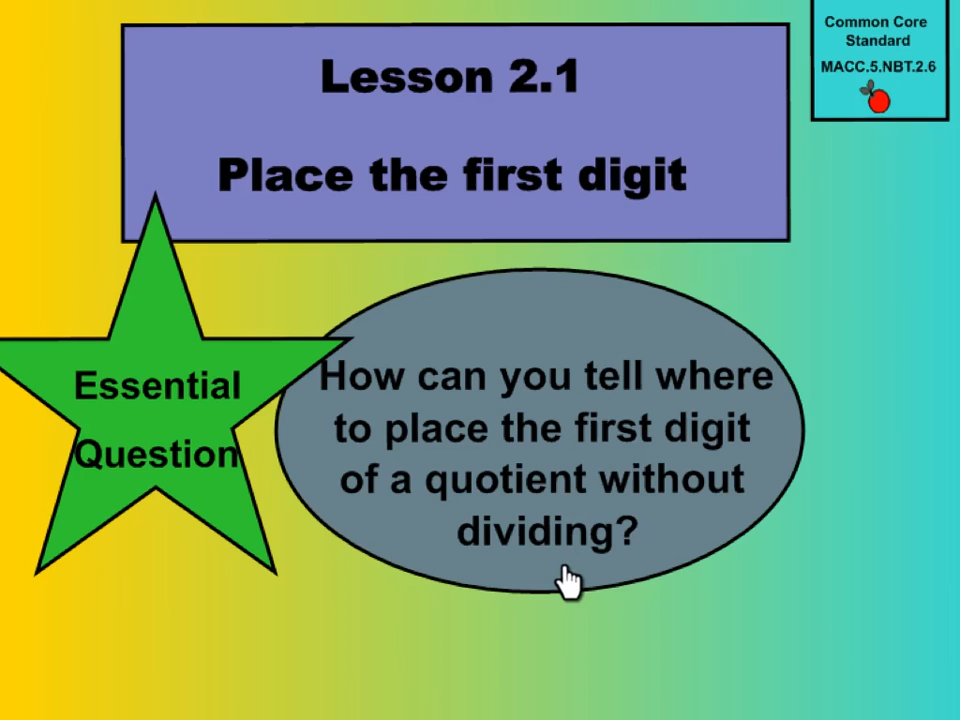 Common Core
Standard
MACC.5.NBT.2.6
Lesson 2.1
Place the first digit
Essential
Question
How can you tell where
to place the first digit
of a quotient without
dividing?